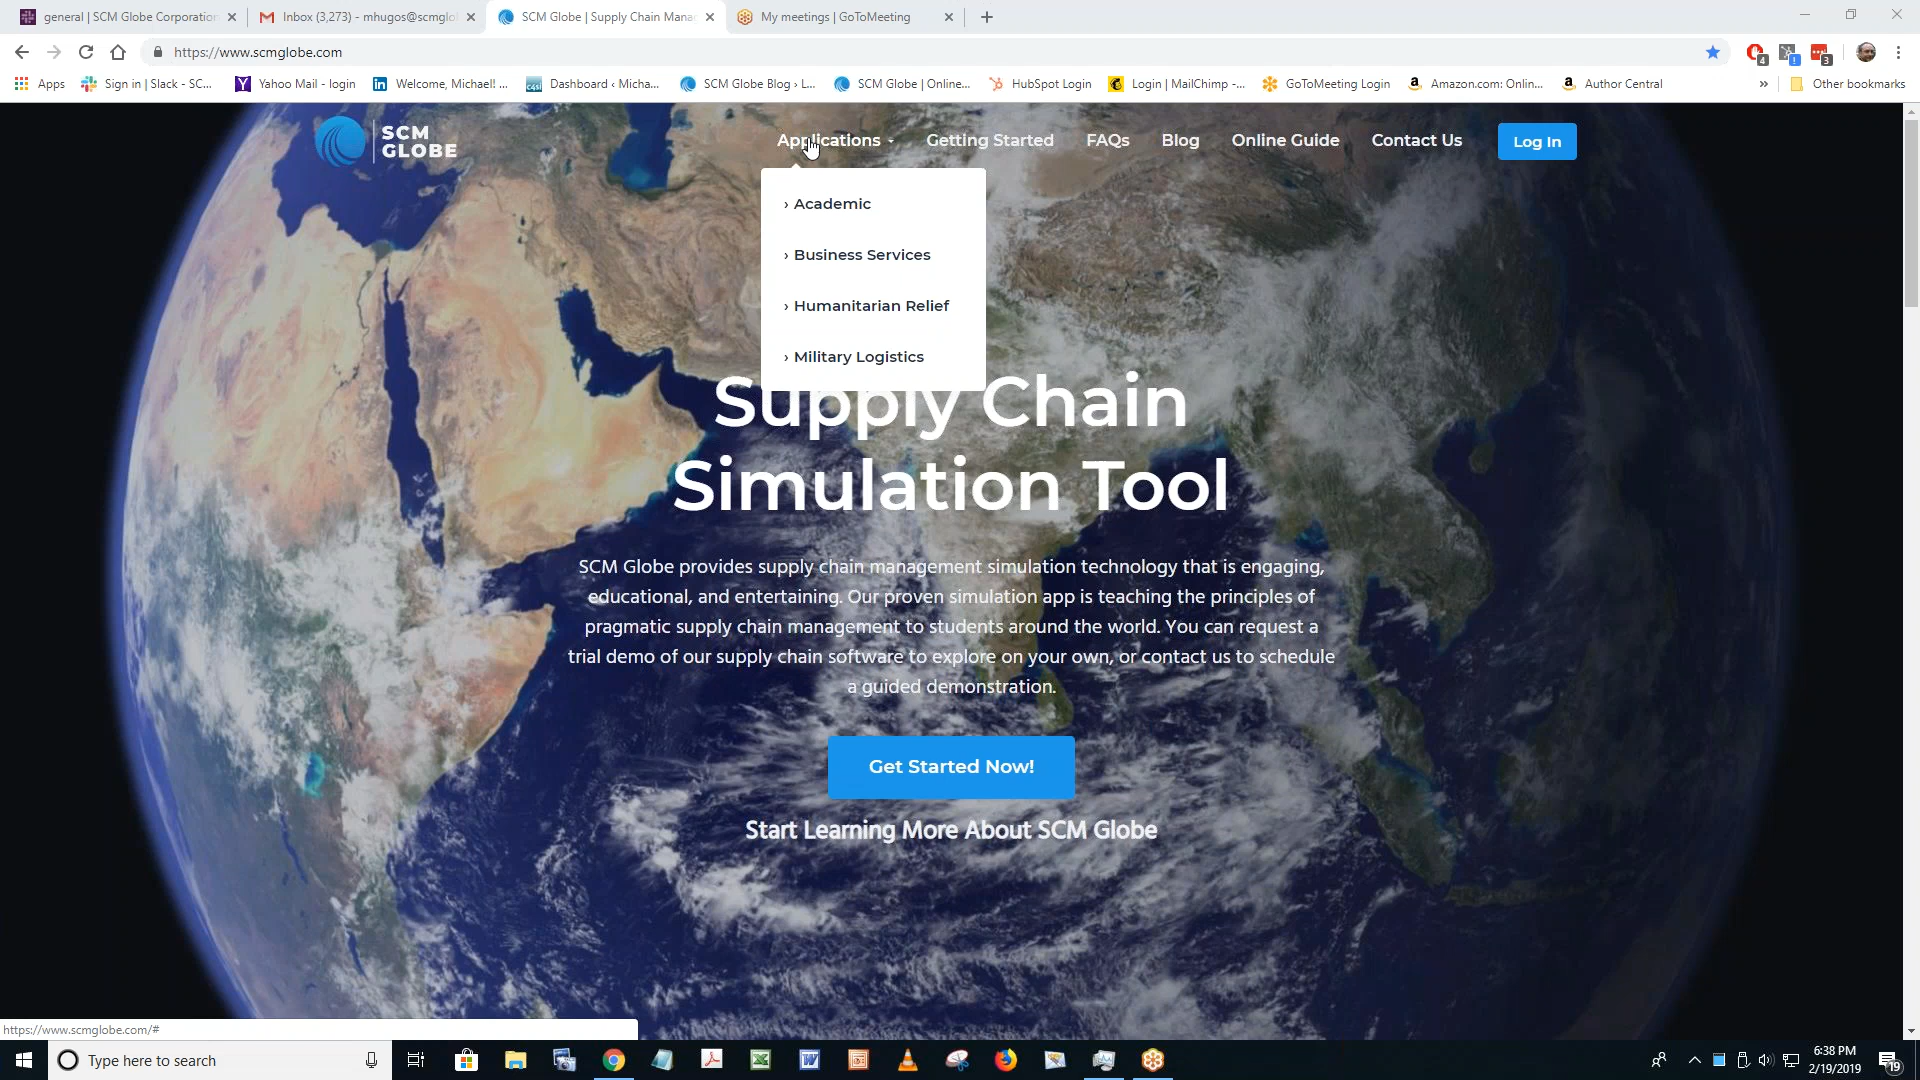 general | SCM Globe Corporation
Inbox (3,273) - mhugos@scmglo
SCM Globe | Supply Chain Mana
My meetings | GoToMeeting
https://www.scmglobe.com
4
!
3
Apps
Sign in | Slack - SC...
Yahoo Mail - login
Welcome, Michael! ...
Dashboard ‹ Micha...
SCM Globe Blog › L...
SCM Globe | Online...
HubSpot Login
Login | MailChimp -...
GoToMeeting Login
Amazon.com: Onlin...
Author Central
»
Other bookmarks
SCM
GLOBE
Applications
Getting Started
FAQs
Blog
Online Guide
Contact Us
Log In
› Academic
› Business Services
› Humanitarian Relief
› Military Logistics
Supply Chain
Simulation Tool
SCM Globe provides supply chain management simulation technology that is engaging,
educational, and entertaining. Our proven simulation app is teaching the principles of
pragmatic supply chain management to students around the world. You can request a
trial demo of our supply chain software to explore on your own, or contact us to schedule
a guided demonstration.
Get Started Now!
Start Learning More About SCM Globe
https://www.scmglobe.com/#
Type here to search
6:38 PM
2/19/2019
19